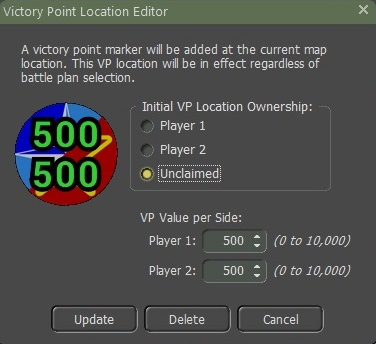 Victory Point Location Editor
A victory point marker will be added at the current map
location. This VP location will be in effect regardless of
battle plan selection.
500
500
Initial VP Location Ownership:
Player 1
Player 2
Unclaimed
VP Value per Side:
Player 1: 500 (0 to 10,000)
Player 2: 500 (0 to 10,000)
Update Delete Cancel